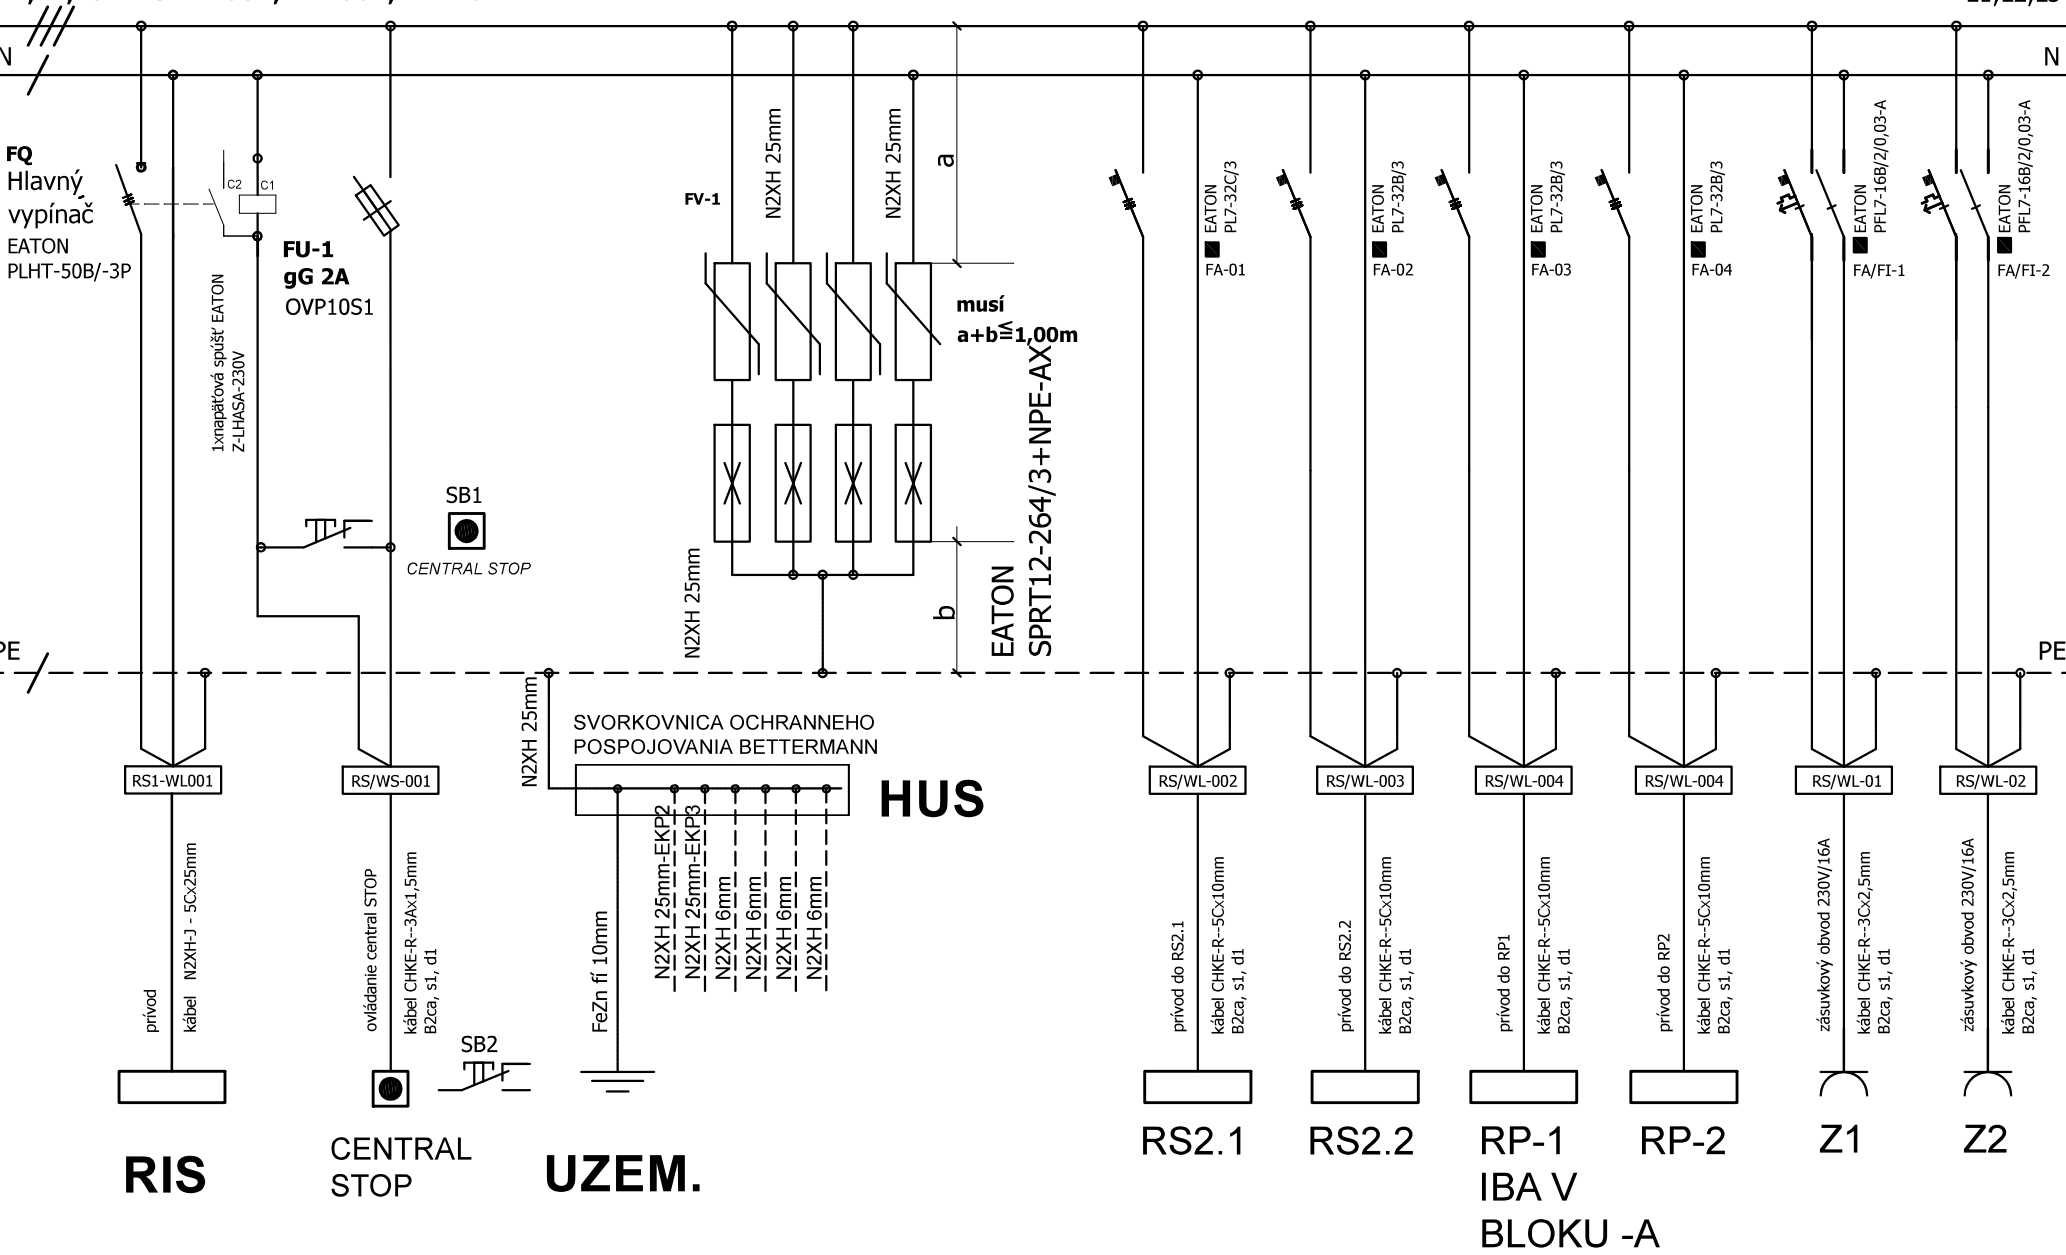 N
N
FQ
Hlavný
vypínač
EATON
PLHT-50B/-3P
C2
C1
1xnapäťová spúšť EATON
Z-LHASA-230V
FU-1
gG 2A
OVP10S1
SB1
CENTRAL STOP
FV-1
N2XH 25mm
N2XH 25mm
a
musí
a+b≦1,00m
N2XH 25mm
b
EATON
SPRT12-264/3+NPE-AX
EATON
PL7-32C/3
FA-01
EATON
PL7-32B/3
FA-02
EATON
PL7-32B/3
FA-03
EATON
PL7-32B/3
FA-04
EATON
PFL7-16B/2/0,03-A
FA/FI-1
EATON
PFL7-16B/2/0,03-A
FA/FI-2
PE
PE
N2XH 25mm
SVORKOVNICA OCHRANNEHO
POSPOJOVANIA BETTERMANN
HUS
RS1-WL001
RS/WS-001
RS/WL-002
RS/WL-003
RS/WL-004
RS/WL-004
RS/WL-01
RS/WL-02
prívod
kábel N2XH-J - 5Cx25mm
ovládanie central STOP
kábel CHKE-R--3Ax1,5mm
B2ca, s1, d1
SB2
FeZn fí 10mm
N2XH 25mm-EKP2
N2XH 25mm-EKP3
N2XH 6mm
N2XH 6mm
N2XH 6mm
N2XH 6mm
prívod do RS2.1
kábel CHKE-R--5Cx10mm
B2ca, s1, d1
prívod do RS2.2
kábel CHKE-R--5Cx10mm
B2ca, s1, d1
prívod do RP1
kábel CHKE-R--5Cx10mm
B2ca, s1, d1
prívod do RP2
kábel CHKE-R--5Cx10mm
B2ca, s1, d1
zásuvkový obvod 230V/16A
kábel CHKE-R--3Cx2,5mm
B2ca, s1, d1
zásuvkový obvod 230V/16A
kábel CHKE-R--3Cx2,5mm
B2ca, s1, d1
RIS
CENTRAL
STOP
UZEM.
RS2.1
RS2.2
RP-1
IBA V
BLOKU -A
RP-2
Z1
Z2